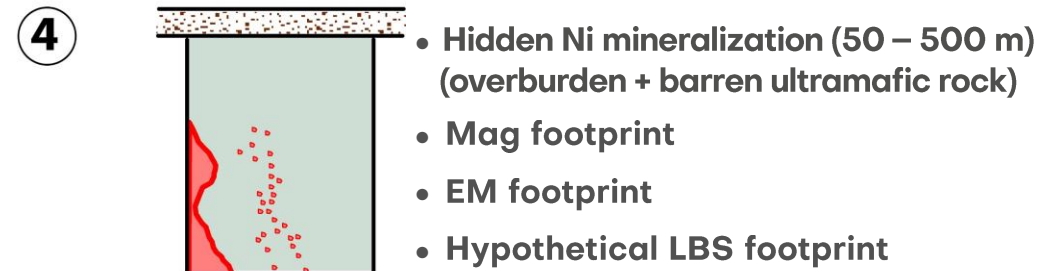 4
• Hidden Ni mineralization (50 – 500 m)
(overburden + barren ultramafic rock)
• Mag footprint
• EM footprint
• Hypothetical LBS footprint